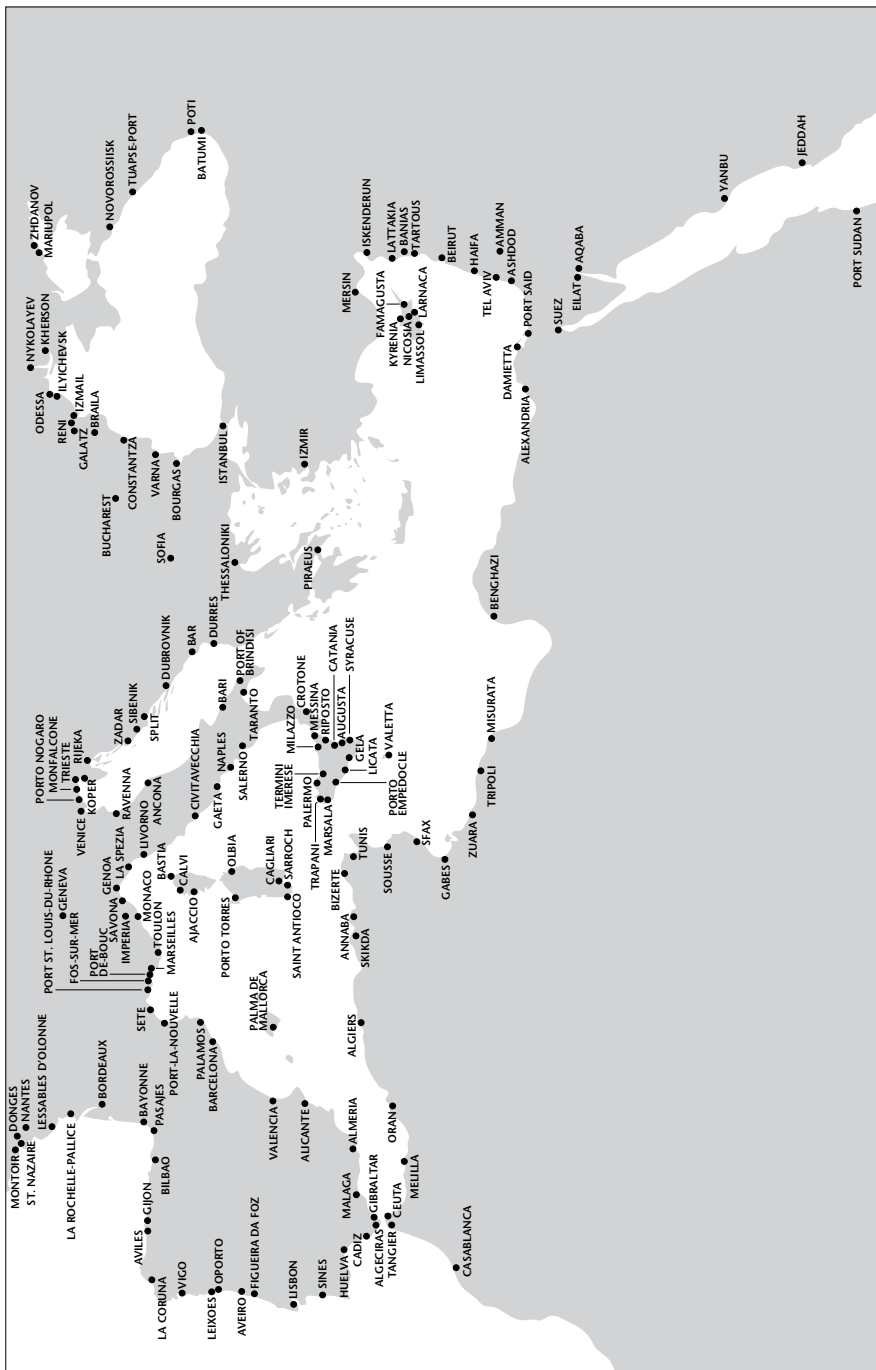 MONTOIR
DONGES
ST. NAZAIRE
NANTES
LESSABLES D'OLONNE
LA ROCHELLE-PALLICE
BORDEAUX
BAYONNE
PASAJES
BILBAO
GIJON
AVILES
LA CORUNA
VIGO
LEIXOES
OPORTO
AVEIRO
FIGUEIRA DA FOZ
LISBON
SINES
HUELVA
CADIZ
ALGECIRAS
GIBRALTAR
TANGIER
CEUTA
MALAGA
ALMERIA
MELILLA
ORAN
CASABLANCA
ALICANTE
VALENCIA
PALMA DE
MALLORCA
BARCELONA
PALAMOS
PORT-LA-NOUVELLE
SETE
PORT ST. LOUIS-DU-RHONE
FOS-SUR-MER
PORT
DE-BOUC
MARSEILLES
TOULON
GENEVA
MONACO
IMPERIA
SAVONA
GENOA
LA SPEZIA
LIVORNO
BASTIA
CALVI
AJACCIO
PORTO TORRES
OLBIA
CAGLIARI
SARROCH
SAINT ANTIOCO
ALGIERS
SKIKDA
ANNABA
BIZERTE
TUNIS
SOUSSE
SFAX
GABES
ZUARA
TRIPOLI
MISURATA
BENGHAZI
CIVITAVECCHIA
GAETA
NAPLES
SALERNO
TERMINI
IMERESE
PALERMO
TRAPANI
MARSALA
PORTO
EMPEDOCLE
LICATA
GELA
MILAZZO
MESSINA
RIPOSTO
CATANIA
AUGUSTA
SYRACUSE
VALETTA
CROTONE
TARANTO
PORT OF
BRINDISI
BARI
ANCONA
RAVENNA
VENICE
PORTO NOGARO
MONFALCONE
TRIESTE
KOPER
RIJEKA
ZADAR
SIBENIK
SPLIT
DUBROVNIK
BAR
DURRES
PIRAEUS
THESSALONIKI
SOFIA
BUCHAREST
BOURGAS
VARNA
CONSTANTZA
BRAILA
GALATZ
RENI
IZMAIL
ODESSA
ILYICHEVSK
NYKOLAYEV
KHERSON
ZHDANOV
MARIUPOL
NOVOROSSIISK
TUAPSE-PORT
POTI
BATUMI
ISTANBUL
IZMIR
MERSIN
ISKENDERUN
LATTAKIA
BANIAS
TARTOUS
FAMAGUSTA
KYRENIA
NICOSIA
LARNACA
LIMASSOL
BEIRUT
HAIFA
TEL AVIV
AMMAN
ASHDOD
PORT SAID
DAMIETTA
ALEXANDRIA
SUEZ
EILAT
AQABA
YANBU
JEDDAH
PORT SUDAN